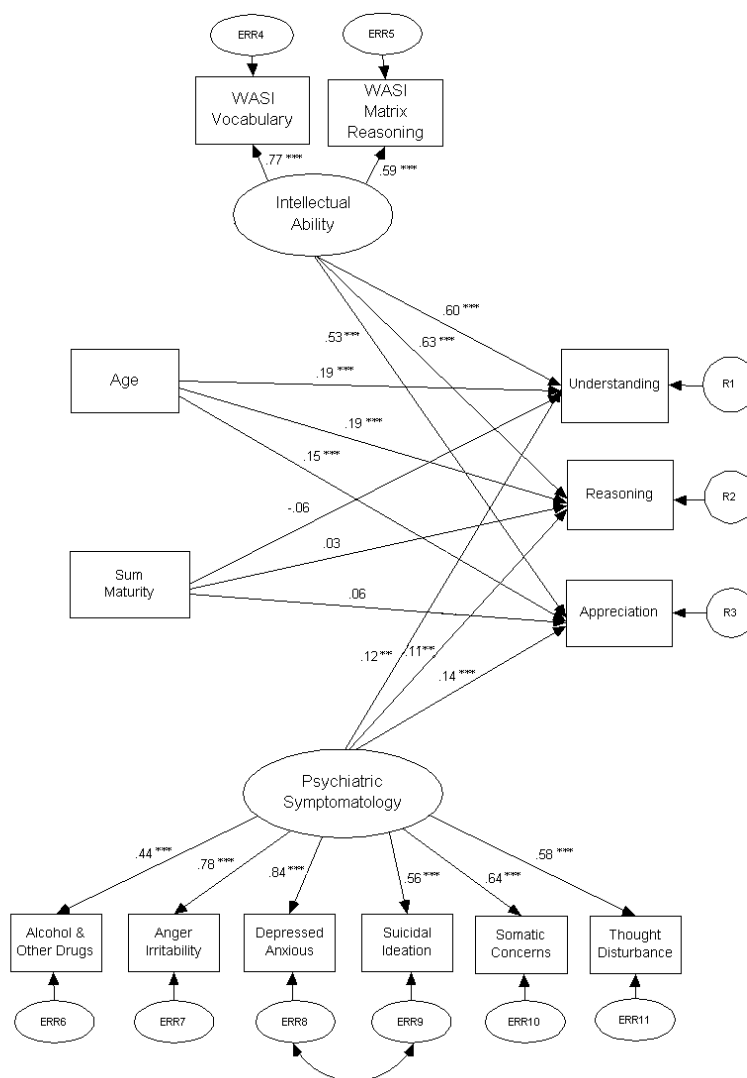 ERR4
ERR5
WASI
Vocabulary
WASI
Matrix
Reasoning
.77 ***
.59 ***
Intellectual
Ability
.60 ***
.53 ***
.63 ***
Age
.19 ***
Understanding
R1
.19 ***
.15 ***
Reasoning
R2
-.06
.03
Sum
Maturity
.06
Appreciation
R3
.12 **
.11 **
.14 ***
Psychiatric
Symptomatology
.44 ***
.78 ***
.84 ***
.56 ***
.64 ***
.58 ***
Alcohol &
Other Drugs
Anger
Irritability
Depressed
Anxious
Suicidal
Ideation
Somatic
Concerns
Thought
Disturbance
ERR6
ERR7
ERR8
ERR9
ERR10
ERR11